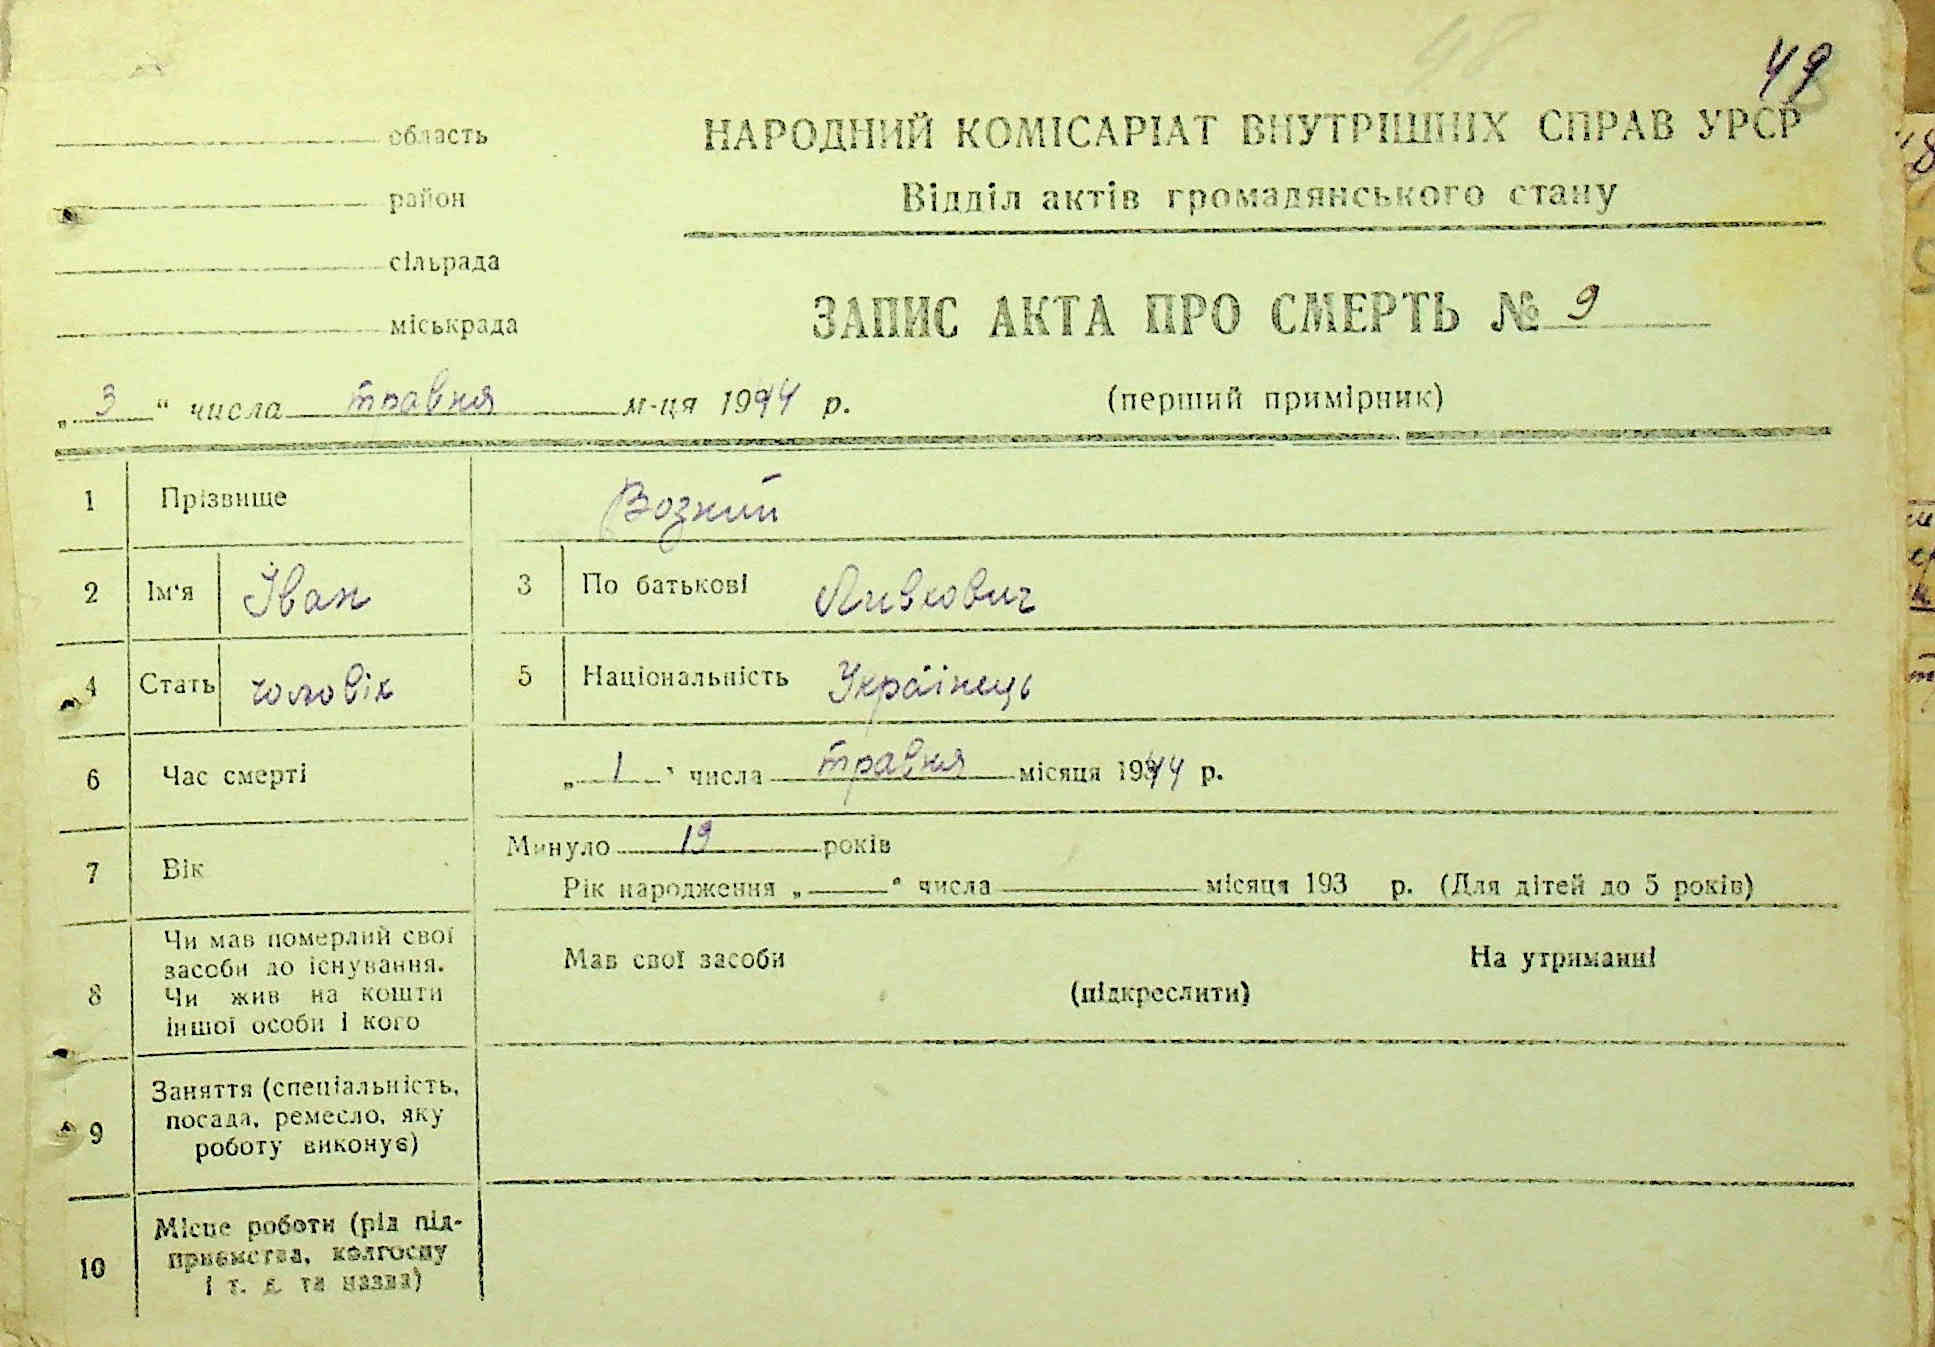 49
область
район
сільрада
міськрада
НАРОДНИЙ КОМІСАРІАТ ВНУТРІШНІХ СПРАВ УРСР
Відділ актів громадянського стану
ЗАПИС АКТА ПРО СМЕРТЬ № 9
„ 3 “ числа травня м-ця 1944 р.
(перший примірник)
1 Прізвище Возний
2 Ім'я Іван 3 По батькові
4 Стать чоловік 5 Національність Українець
6 Час смерті „ 1 “ числа травня місяця 1944 р.
7 Вік Минуло 19 років
Рік народження „ “ числа місяця 193 р. (Для дітей до 5 років)
8 Чи мав померлий свої
засоби до існування.
Чи жив на кошти
іншої особи і кого
Мав свої засоби На утриманні
(підкреслити)
9 Заняття (спеціальність,
посада, ремесло, яку
роботу виконує)
10 Місце роботи (рід під-
приємства, колгоспу
і т. д. та назва)